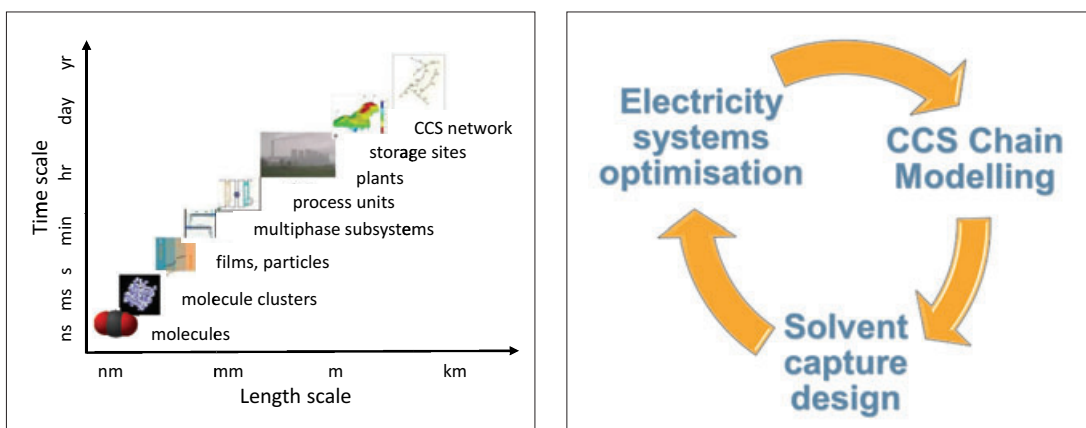 Time scale
yr
day
hr
min
s
ms
ns
CCS network
storage sites
plants
process units
multiphase subsystems
films, particles
molecule clusters
molecules
nm
mm
m
km
Length scale
Electricity
systems
optimisation
CCS Chain
Modelling
Solvent
capture
design